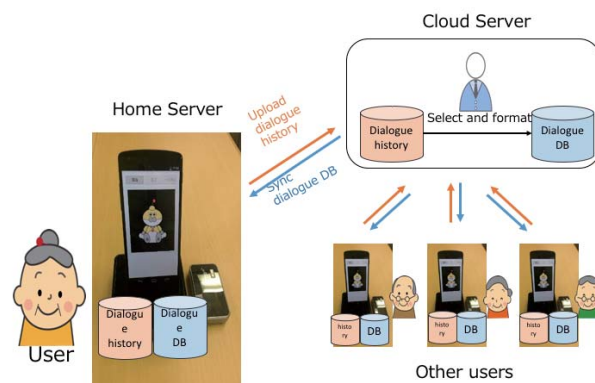 Cloud Server
Home Server
Upload
dialogue
history
Sync
dialogue DB
Select and format
Dialogue
history
Dialogue
DB
Dialogu
e
history
Dialogu
e
DB
User
histo
ry
DB
histo
ry
DB
histo
ry
DB
Other users